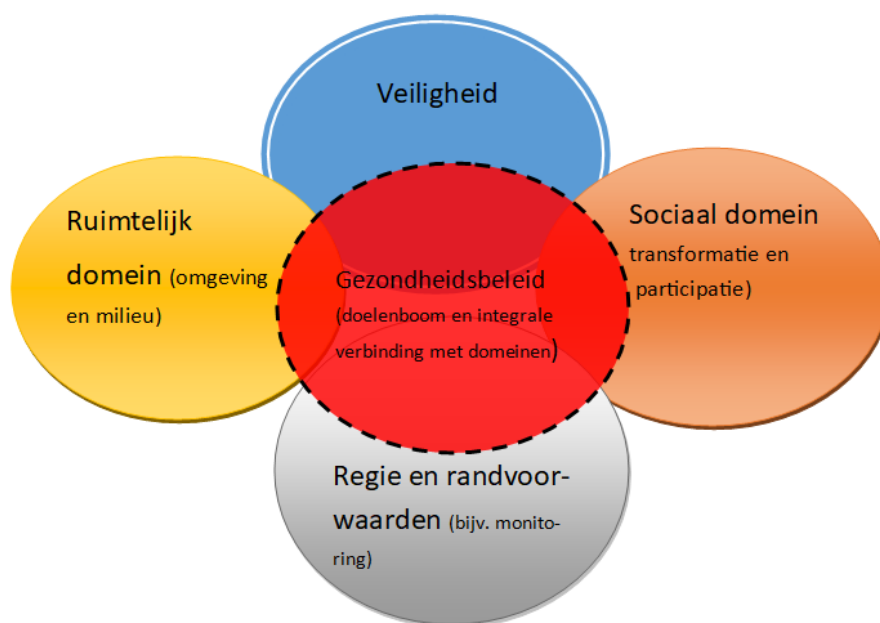 Veiligheid
Ruimtelijk
domein (omgeving
en milieu)
Sociaal domein
transformatie en
participatie)
Gezondheidsbeleid
(doelenboom en integrale
verbinding met domeinen)
Regie en randvoor-
waarden (bijv. monito-
ring)